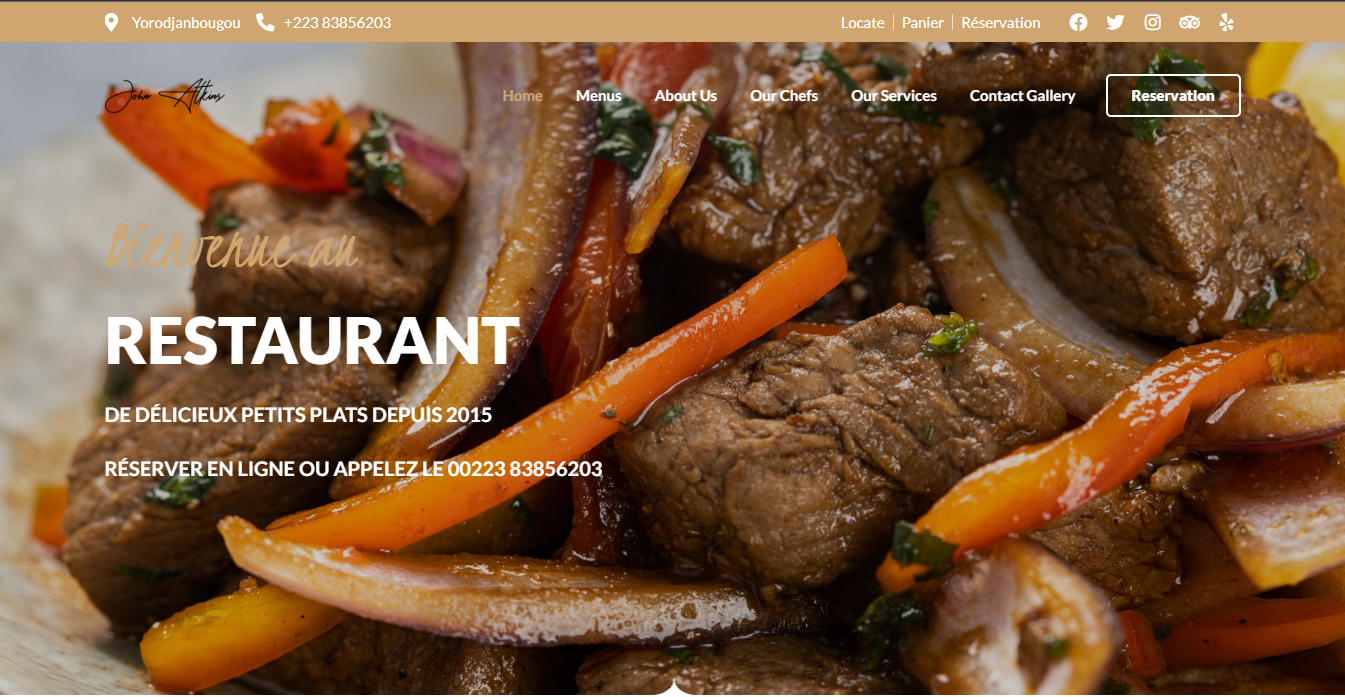 Yorodjanbougou +223 83856203 Locate Panier Réservation
John Atkins
Home Menus About Us Our Chefs Our Services Contact Gallery Reservation
Bienvenue au
RESTAURANT
DE DÉLICIEUX PETITS PLATS DEPUIS 2015
RÉSERVER EN LIGNE OU APPELEZ LE 00223 83856203